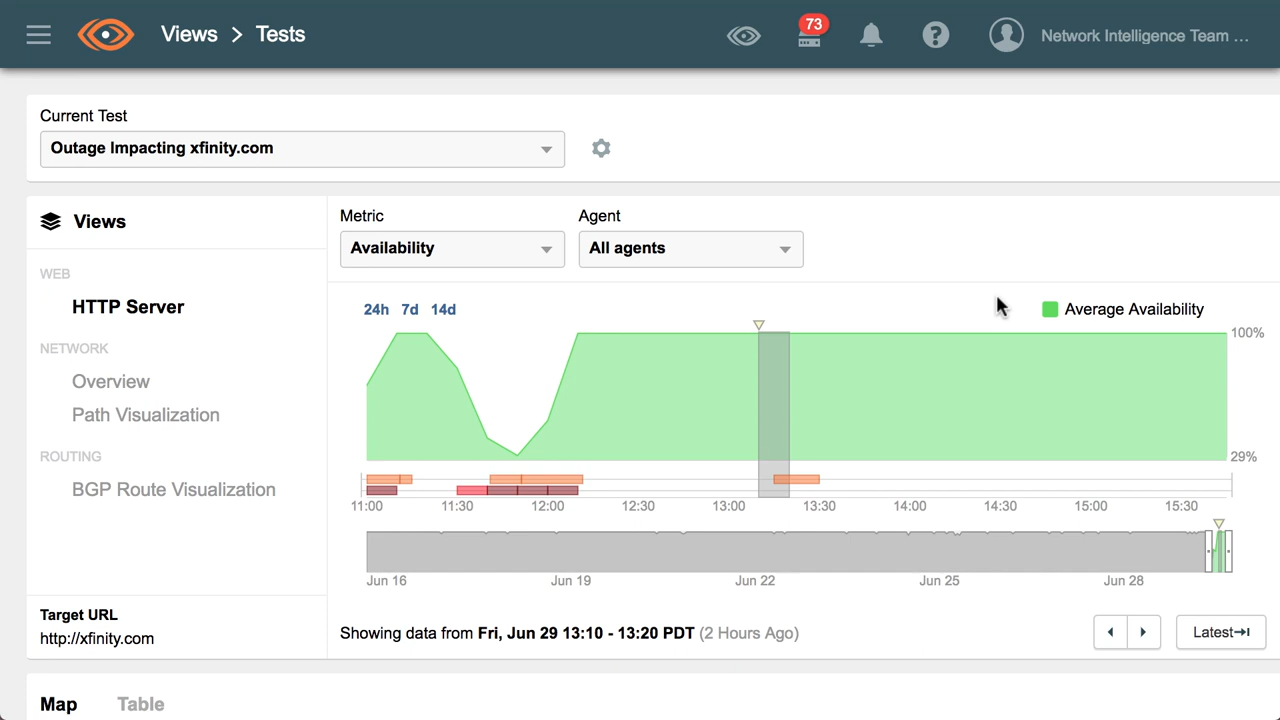 Views > Tests
73
Network Intelligence Team ...
Current Test
Outage Impacting xfinity.com
Views
Metric
Agent
Availability
All agents
WEB
HTTP Server
NETWORK
Overview
Path Visualization
ROUTING
BGP Route Visualization
24h 7d 14d
Average Availability
100%
29%
11:00 11:30 12:00 12:30 13:00 13:30 14:00 14:30 15:00 15:30
Jun 16 Jun 19 Jun 22 Jun 25 Jun 28
Target URL
http://xfinity.com
Showing data from Fri, Jun 29 13:10 - 13:20 PDT (2 Hours Ago)
Latest
Map Table